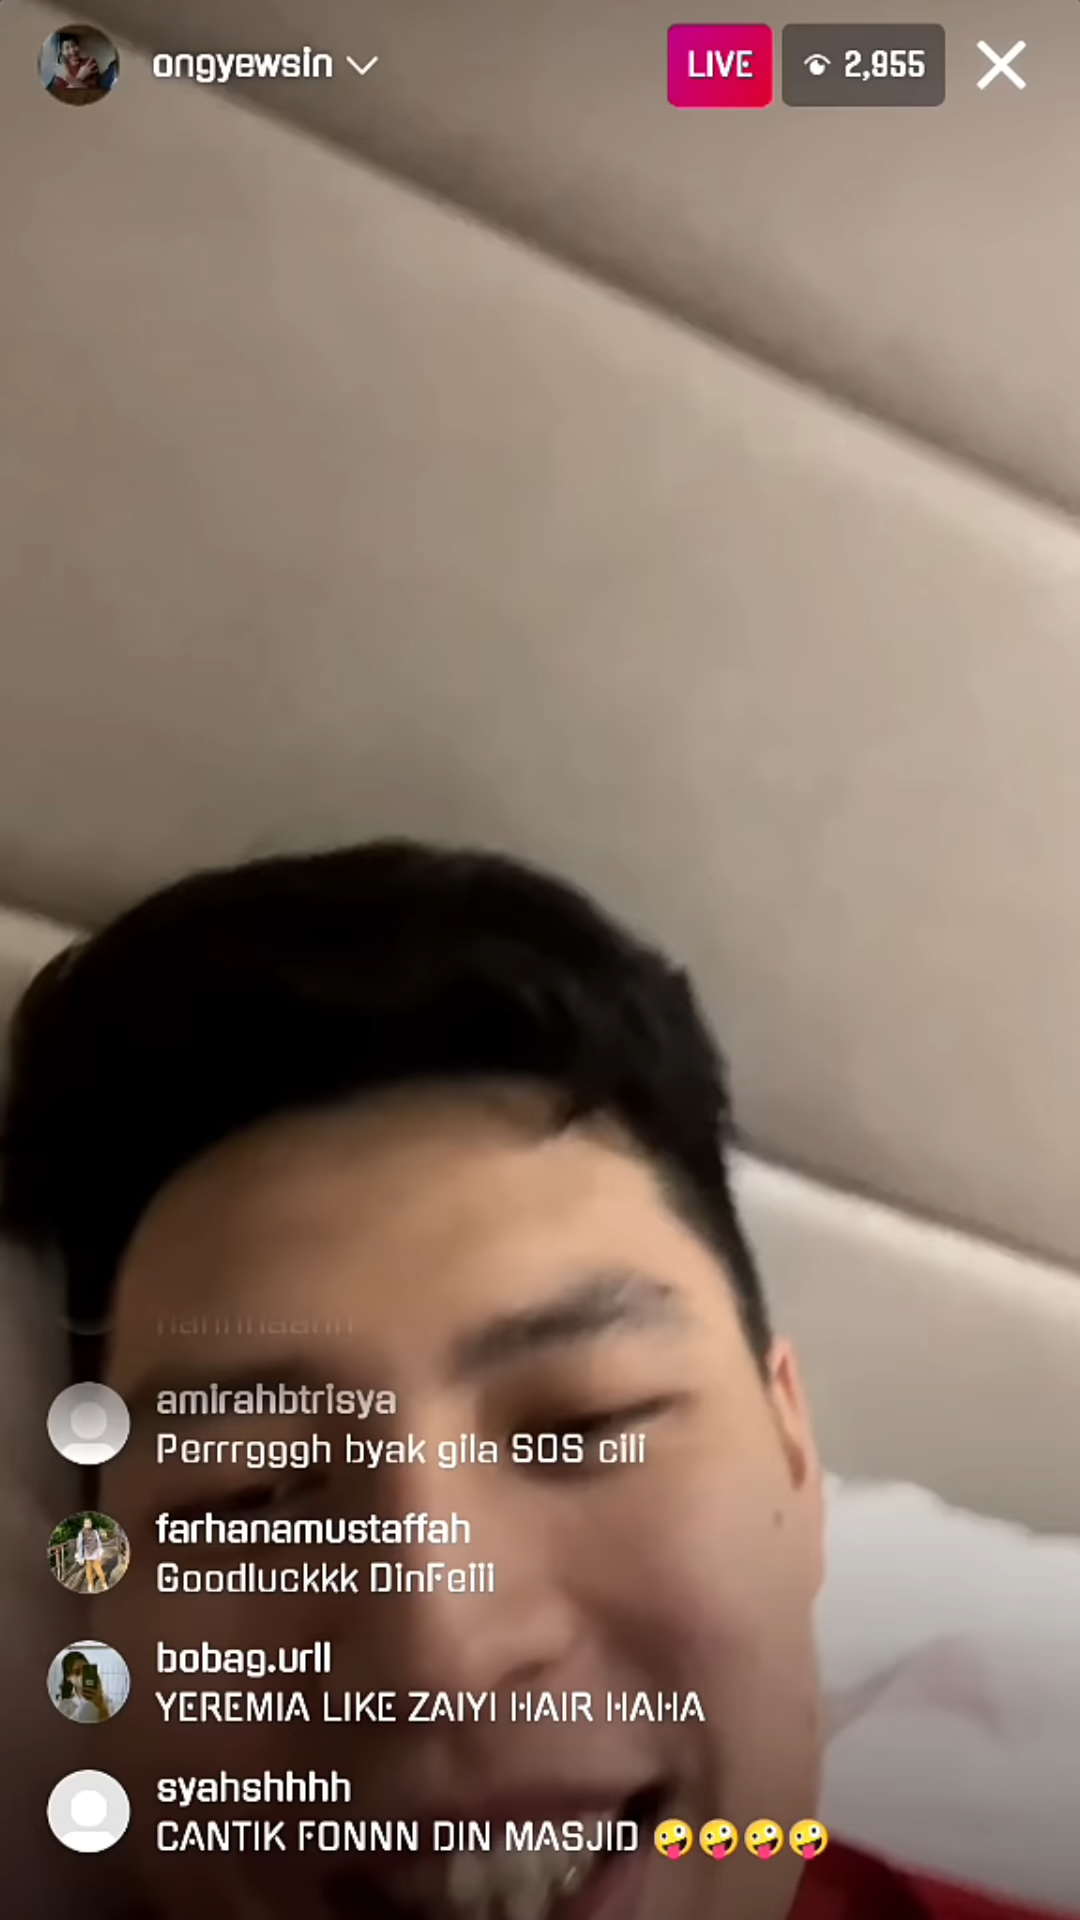 ongyewsin
LIVE
2,955
amirahbtrisya
Perrrgggh byak gila SOS cili
farhanamustaffah
Goodluckkk DinFeiii
bobag.urll
YEREMIA LIKE ZAIYI HAIR HAHA
syahshhhh
CANTIK FONNN DIN MASJID 🤪🤪🤪🤪